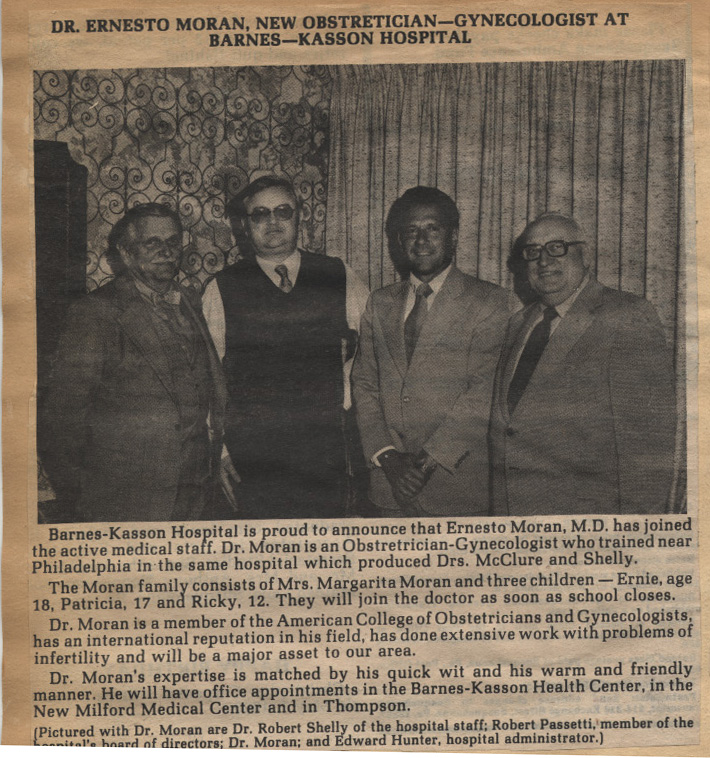 DR. ERNESTO MORAN, NEW OBSTRETICIAN—GYNECOLOGIST AT
BARNES—KASSON HOSPITAL
Barnes-Kasson Hospital is proud to announce that Ernesto Moran, M.D. has joined
the active medical staff. Dr. Moran is an Obstretrician-Gynecologist who trained near
Philadelphia in the same hospital which produced Drs. McClure and Shelly.
The Moran family consists of Mrs. Margarita Moran and three children — Ernie, age
18, Patricia, 17 and Ricky, 12. They will join the doctor as soon as school closes.
Dr. Moran is a member of the American College of Obstetricians and Gynecologists,
has an international reputation in his field, has done extensive work with problems of
infertility and will be a major asset to our area.
Dr. Moran's expertise is matched by his quick wit and his warm and friendly
manner. He will have office appointments in the Barnes-Kasson Health Center, in the
New Milford Medical Center and in Thompson.
(Pictured with Dr. Moran are Dr. Robert Shelly of the hospital staff; Robert Passetti, member of the
hospital's board of directors; Dr. Moran; and Edward Hunter, hospital administrator.)